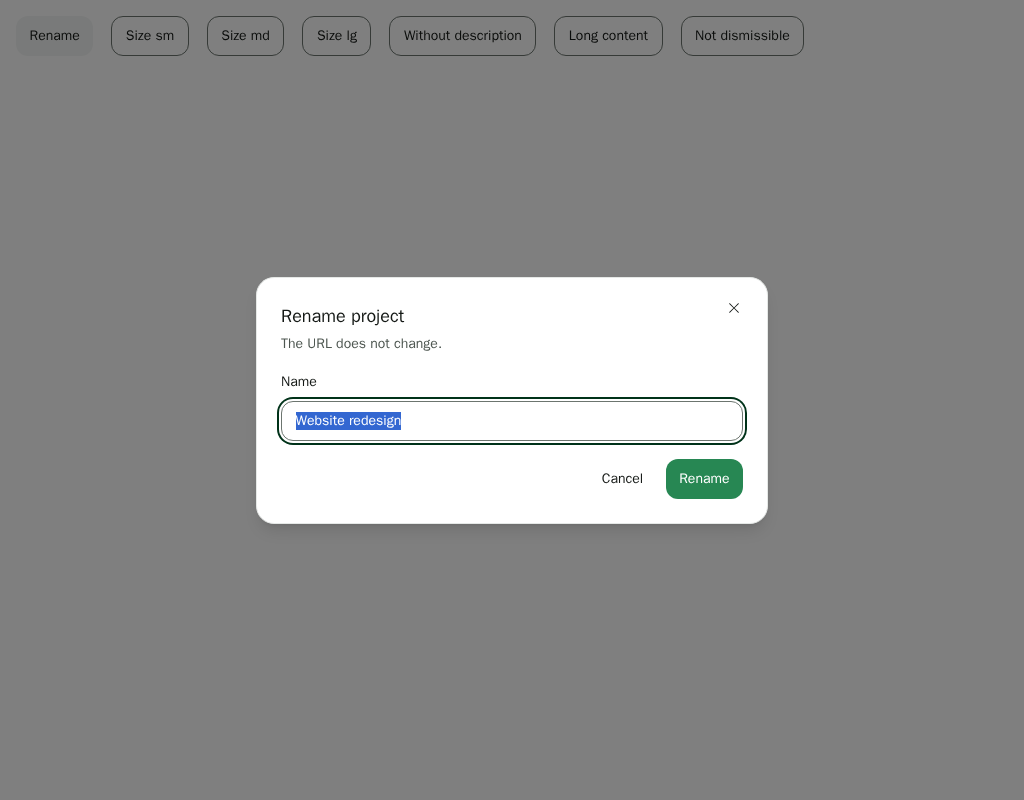 Rename Size sm Size md Size lg Without description Long content Not dismissible
Rename project
The URL does not change.
Name
Website redesign
Cancel Rename